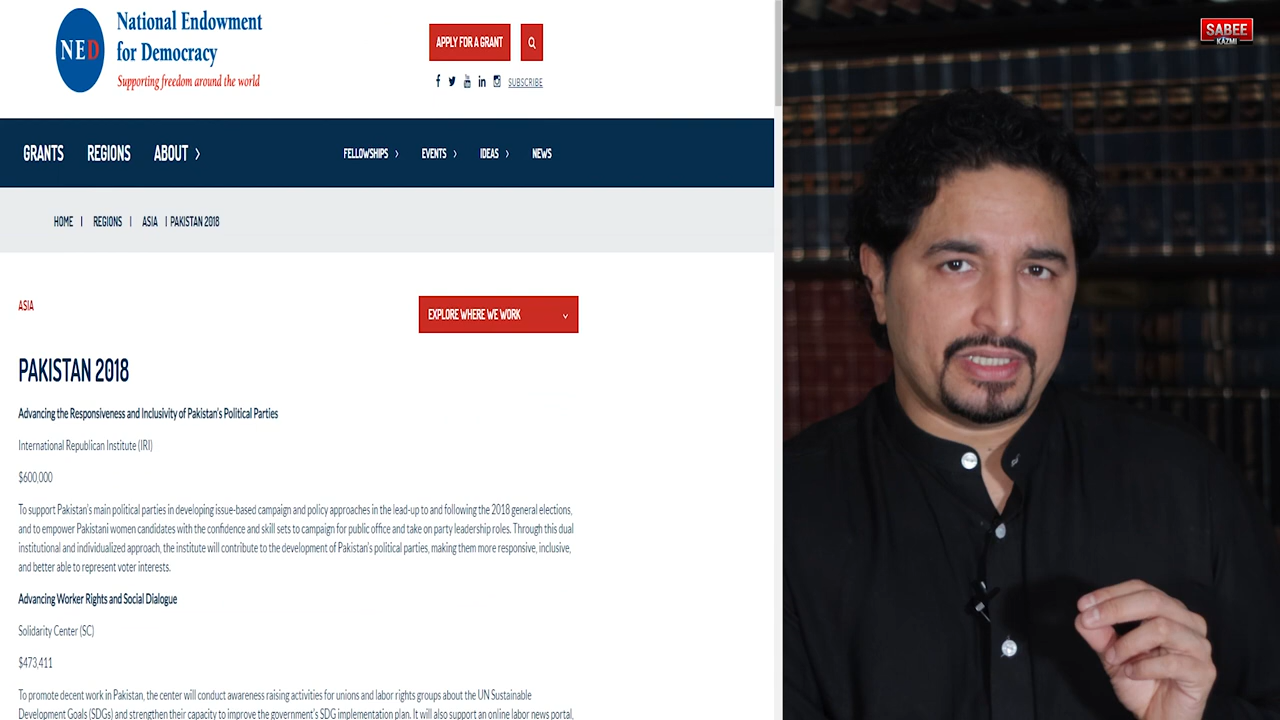 NED
National Endowment
for Democracy
Supporting freedom around the world
APPLY FOR A GRANT
SUBSCRIBE
GRANTS REGIONS ABOUT FELLOWSHIPS EVENTS IDEAS NEWS
HOME | REGIONS | ASIA | PAKISTAN 2018
ASIA
EXPLORE WHERE WE WORK
PAKISTAN 2018
Advancing the Responsiveness and Inclusivity of Pakistan's Political Parties
International Republican Institute (IRI)
$600,000
To support Pakistan's main political parties in developing issue-based campaign and policy approaches in the lead-up to and following the 2018 general elections,
and to empower Pakistani women candidates with the confidence and skill sets to campaign for public office and take on party leadership roles. Through this dual
institutional and individualized approach, the institute will contribute to the development of Pakistan's political parties, making them more responsive, inclusive,
and better able to represent voter interests.
Advancing Worker Rights and Social Dialogue
Solidarity Center (SC)
$473,411
To promote decent work in Pakistan, the center will conduct awareness raising activities for unions and labor rights groups about the UN Sustainable
Development Goals (SDGs) and strengthen their capacity to improve the government's SDG implementation plan. It will also support an online labor news portal,
SABEE
KAZMI